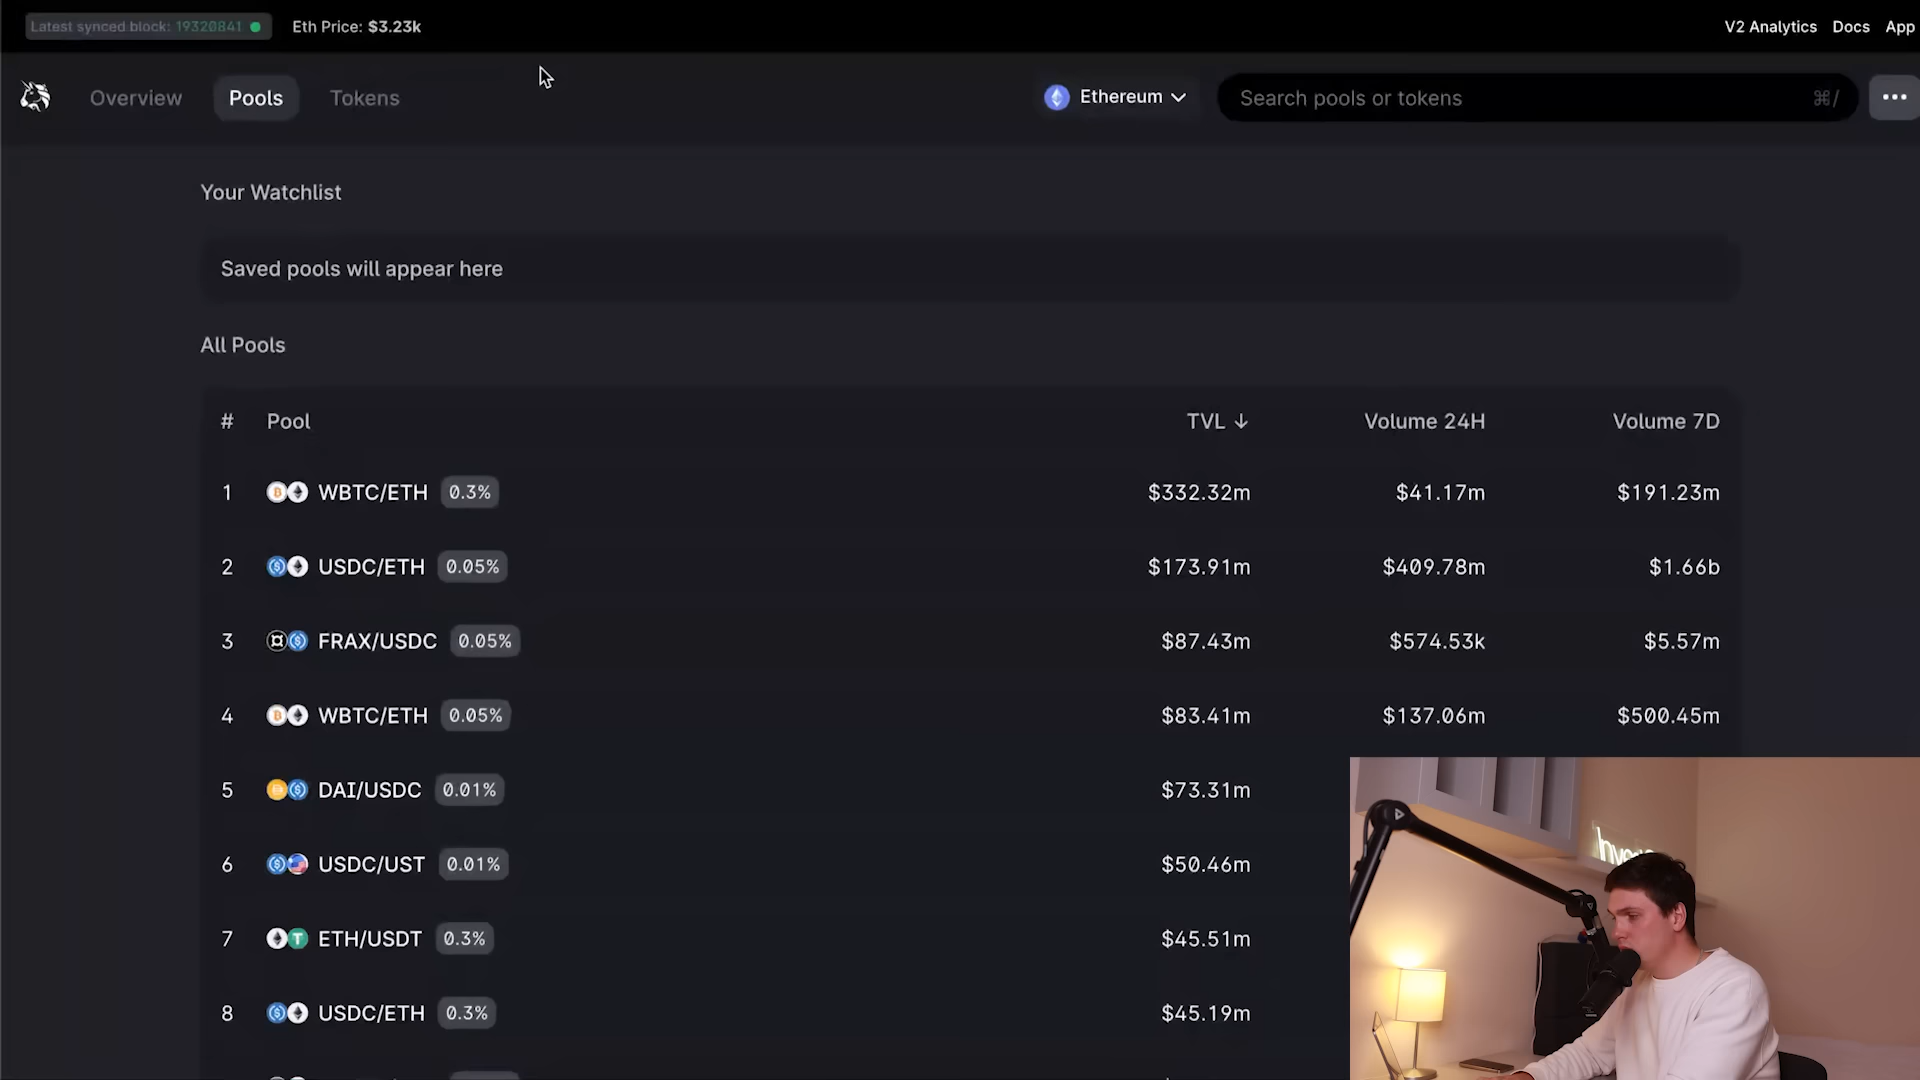 Latest synced block: 19320841 Eth Price: $3.23k V2 Analytics Docs App
Overview Pools Tokens Ethereum Search pools or tokens ⌘/
Your Watchlist
Saved pools will appear here
All Pools
# Pool TVL ↓ Volume 24H Volume 7D
1 WBTC/ETH 0.3% $332.32m $41.17m $191.23m
2 USDC/ETH 0.05% $173.91m $409.78m $1.66b
3 FRAX/USDC 0.05% $87.43m $574.53k $5.57m
4 WBTC/ETH 0.05% $83.41m $137.06m $500.45m
5 DAI/USDC 0.01% $73.31m
6 USDC/UST 0.01% $50.46m
7 ETH/USDT 0.3% $45.51m
8 USDC/ETH 0.3% $45.19m